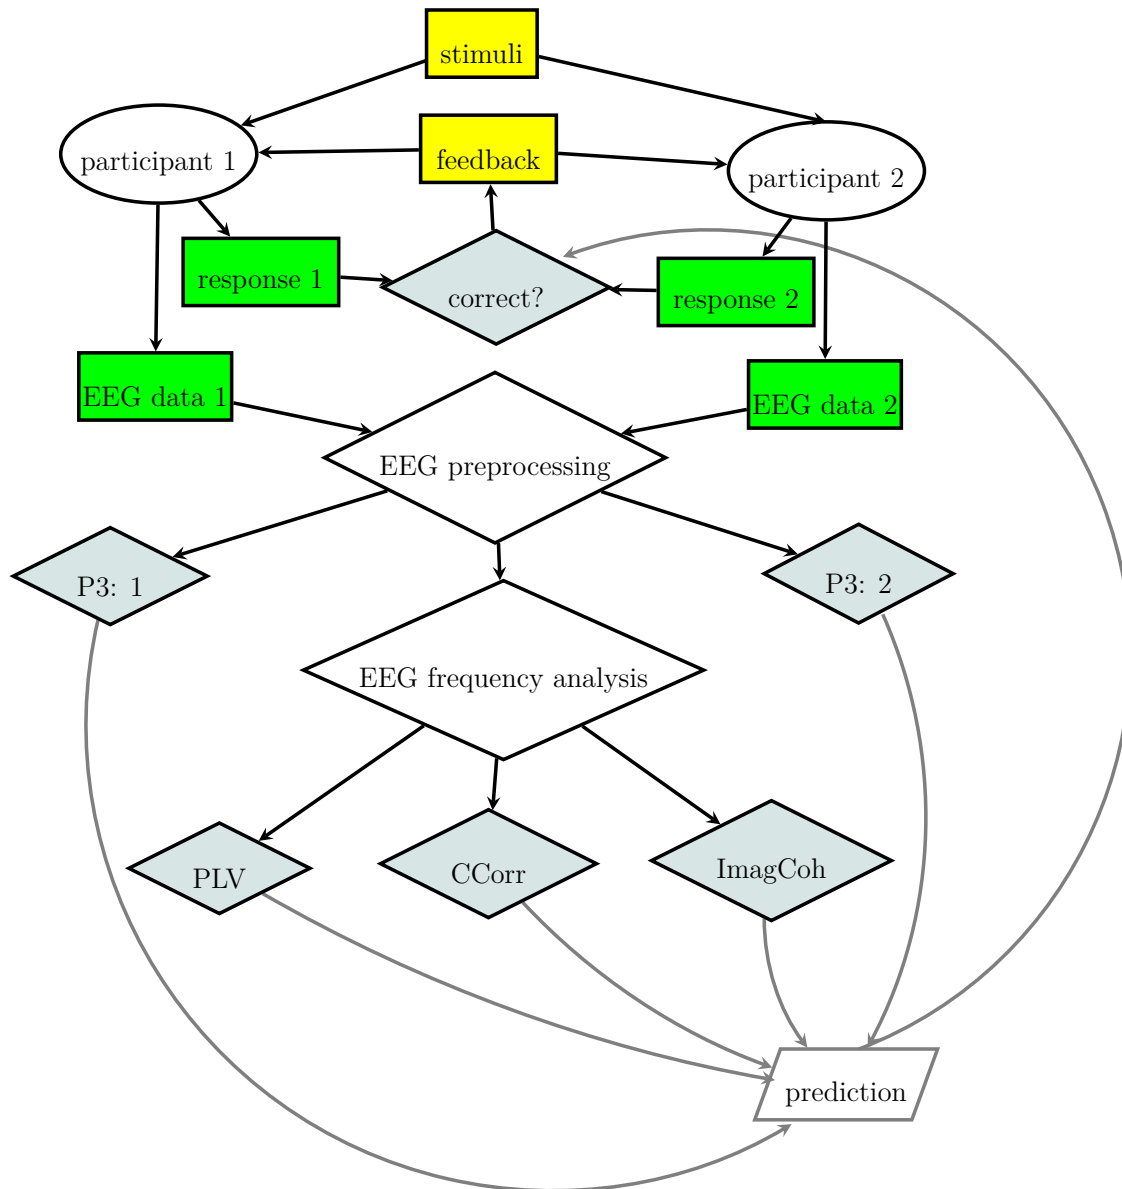 stimuli
participant 1
feedback
participant 2
response 1
correct?
response 2
EEG data 1
EEG data 2
EEG preprocessing
P3: 1
P3: 2
EEG frequency analysis
PLV
CCorr
ImagCoh
prediction